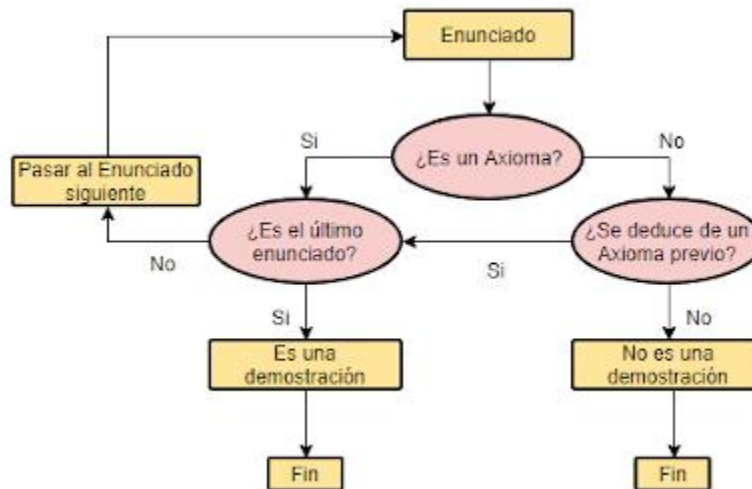 Enunciado
Si
¿Es un Axioma?
No
Pasar al Enunciado
siguiente
¿Es el último
enunciado?
¿Se deduce de un
Axioma previo?
No
Si
Si
No
Es una
demostración
No es una
demostración
Fin
Fin